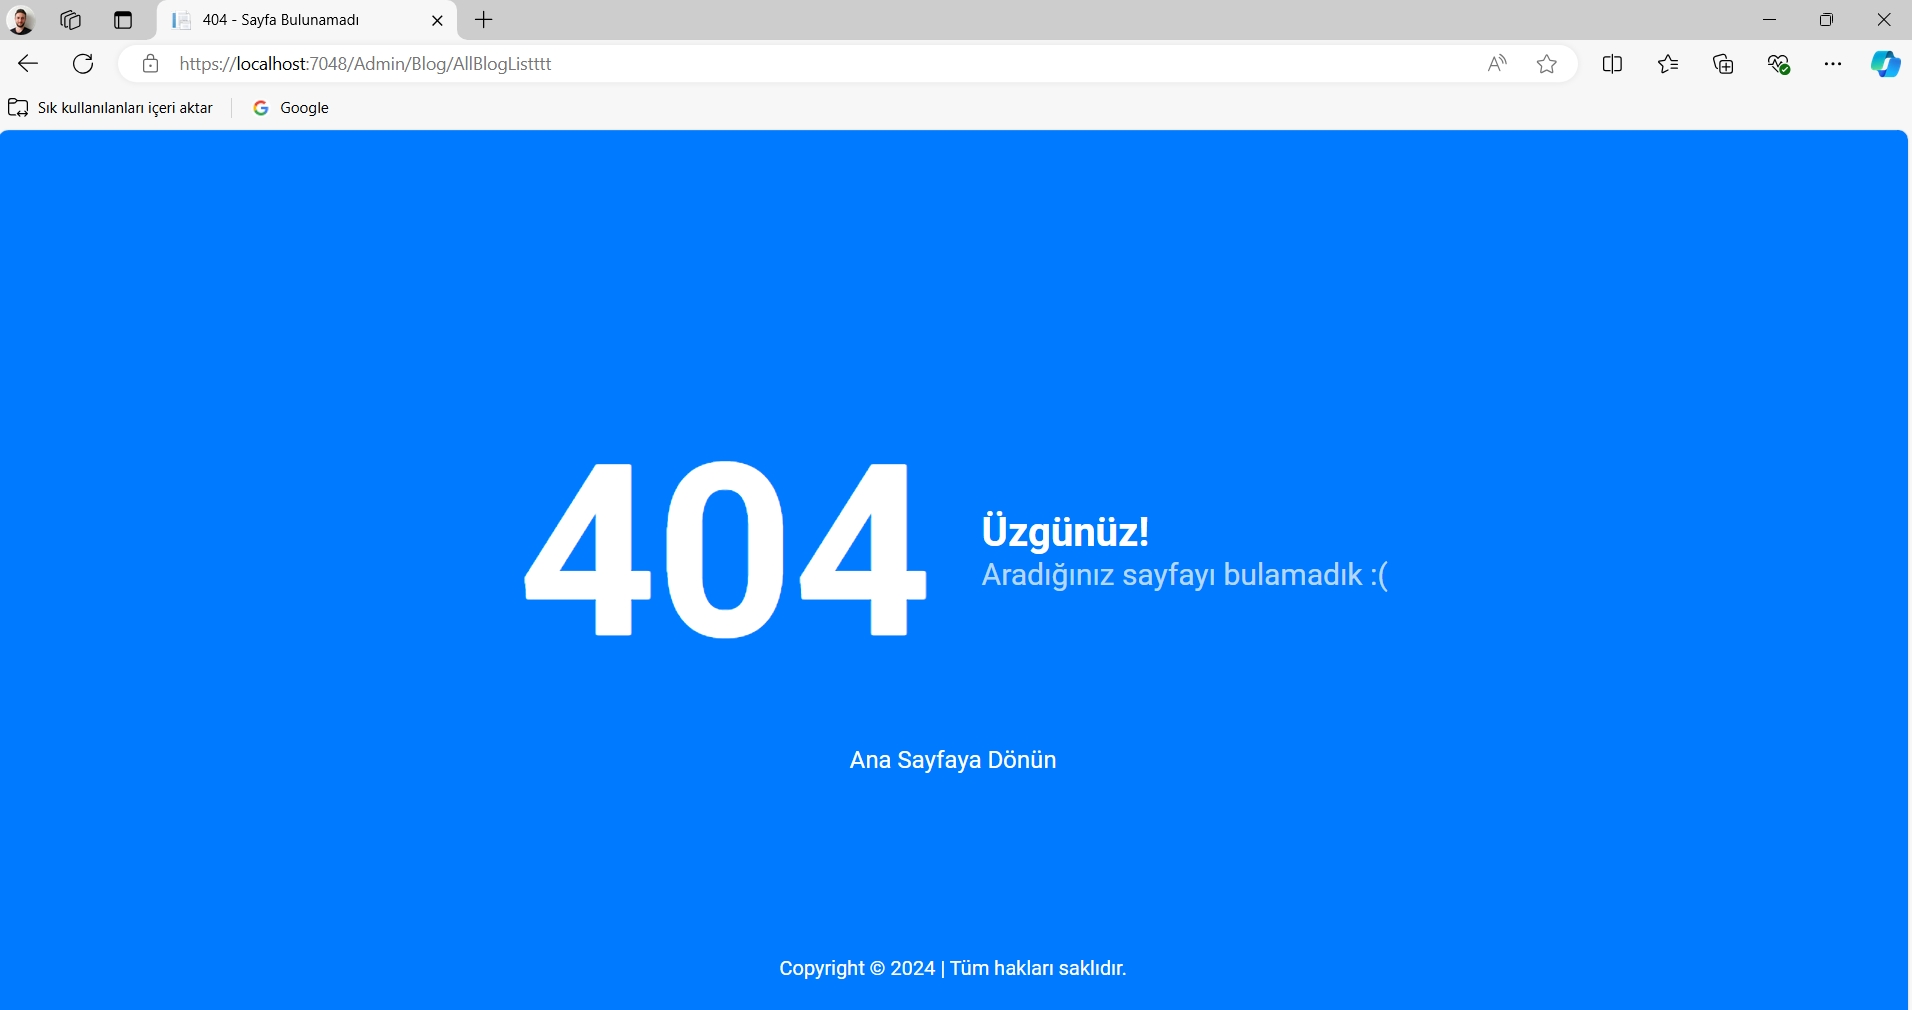 404 - Sayfa Bulunamadı
https://localhost:7048/Admin/Blog/AllBlogListttt
Sık kullanılanları içeri aktar
Google
404
Üzgünüz!
Aradığınız sayfayı bulamadık :(
Ana Sayfaya Dönün
Copyright © 2024 | Tüm hakları saklıdır.